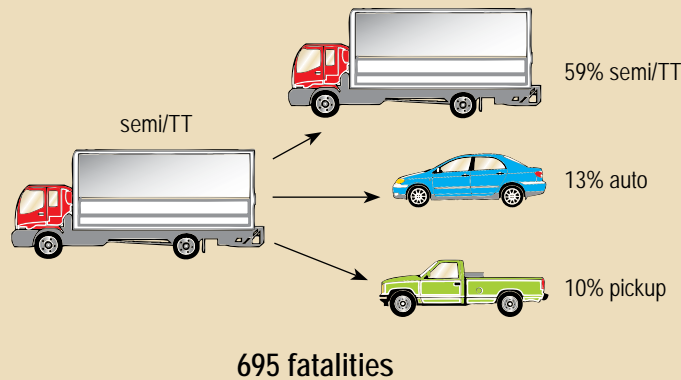 59% semi/TT
semi/TT
13% auto
10% pickup
695 fatalities